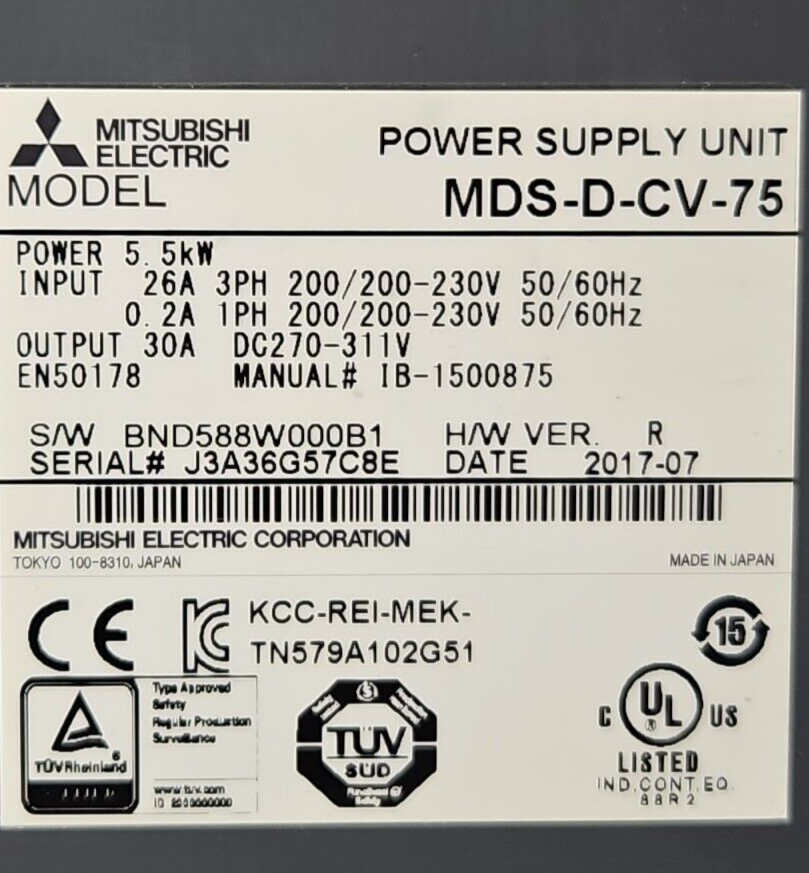 MITSUBISHI
ELECTRIC
POWER SUPPLY UNIT
MODEL
MDS-D-CV-75
POWER 5.5kW
INPUT 26A 3PH 200/200-230V 50/60Hz
0.2A 1PH 200/200-230V 50/60Hz
OUTPUT 30A DC270-311V
EN50178 MANUAL# IB-1500875
S/W BND588W000B1 H/W VER. R
SERIAL# J3A36G57C8E DATE 2017-07
MITSUBISHI ELECTRIC CORPORATION
TOKYO 100-8310, JAPAN MADE IN JAPAN
CE
KC
KCC-REI-MEK-
TN579A102G51
15
TÜVRheinland
Type Approved
Safety
Regular Production
Surveillance
www.tuv.com
TÜV
SÜD
Functional
Safety
C UL US
®
LISTED
IND.CONT.EQ.
88R2